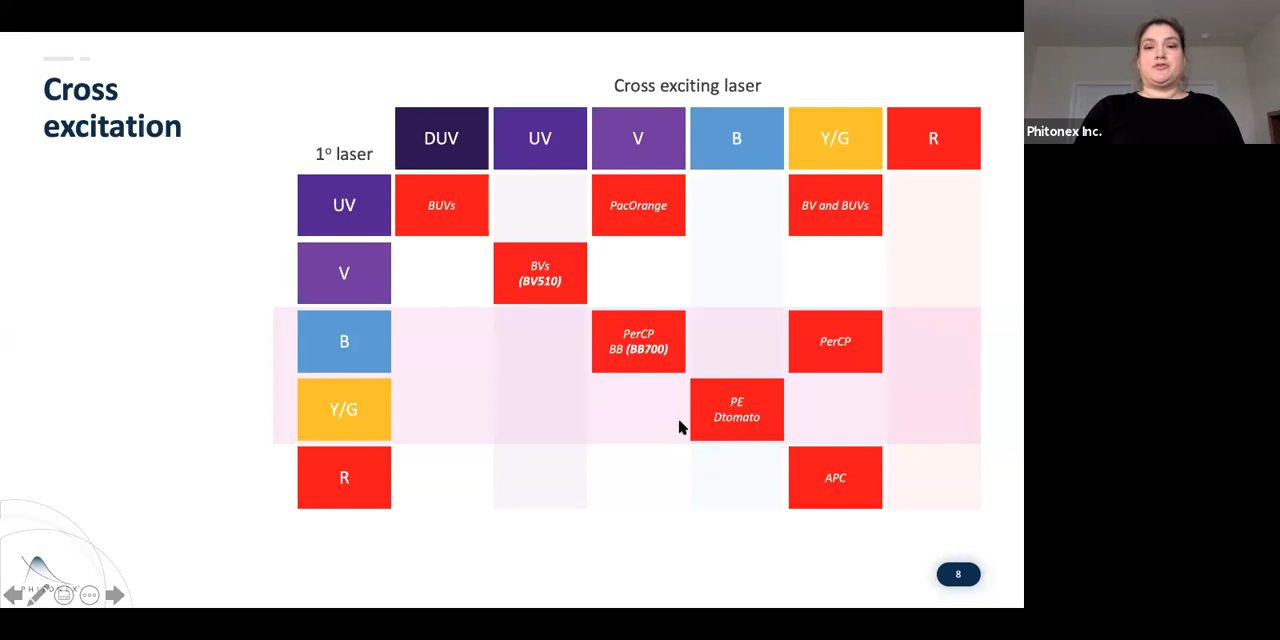 Cross
excitation
Cross exciting laser
1º laser
DUV
UV
V
B
Y/G
R
UV
BUVs
PacOrange
BV and BUVs
V
BVs
(BV510)
B
PerCP
BB (BB700)
PerCP
Y/G
PE
Dtomato
R
APC
8
Phitonex Inc.